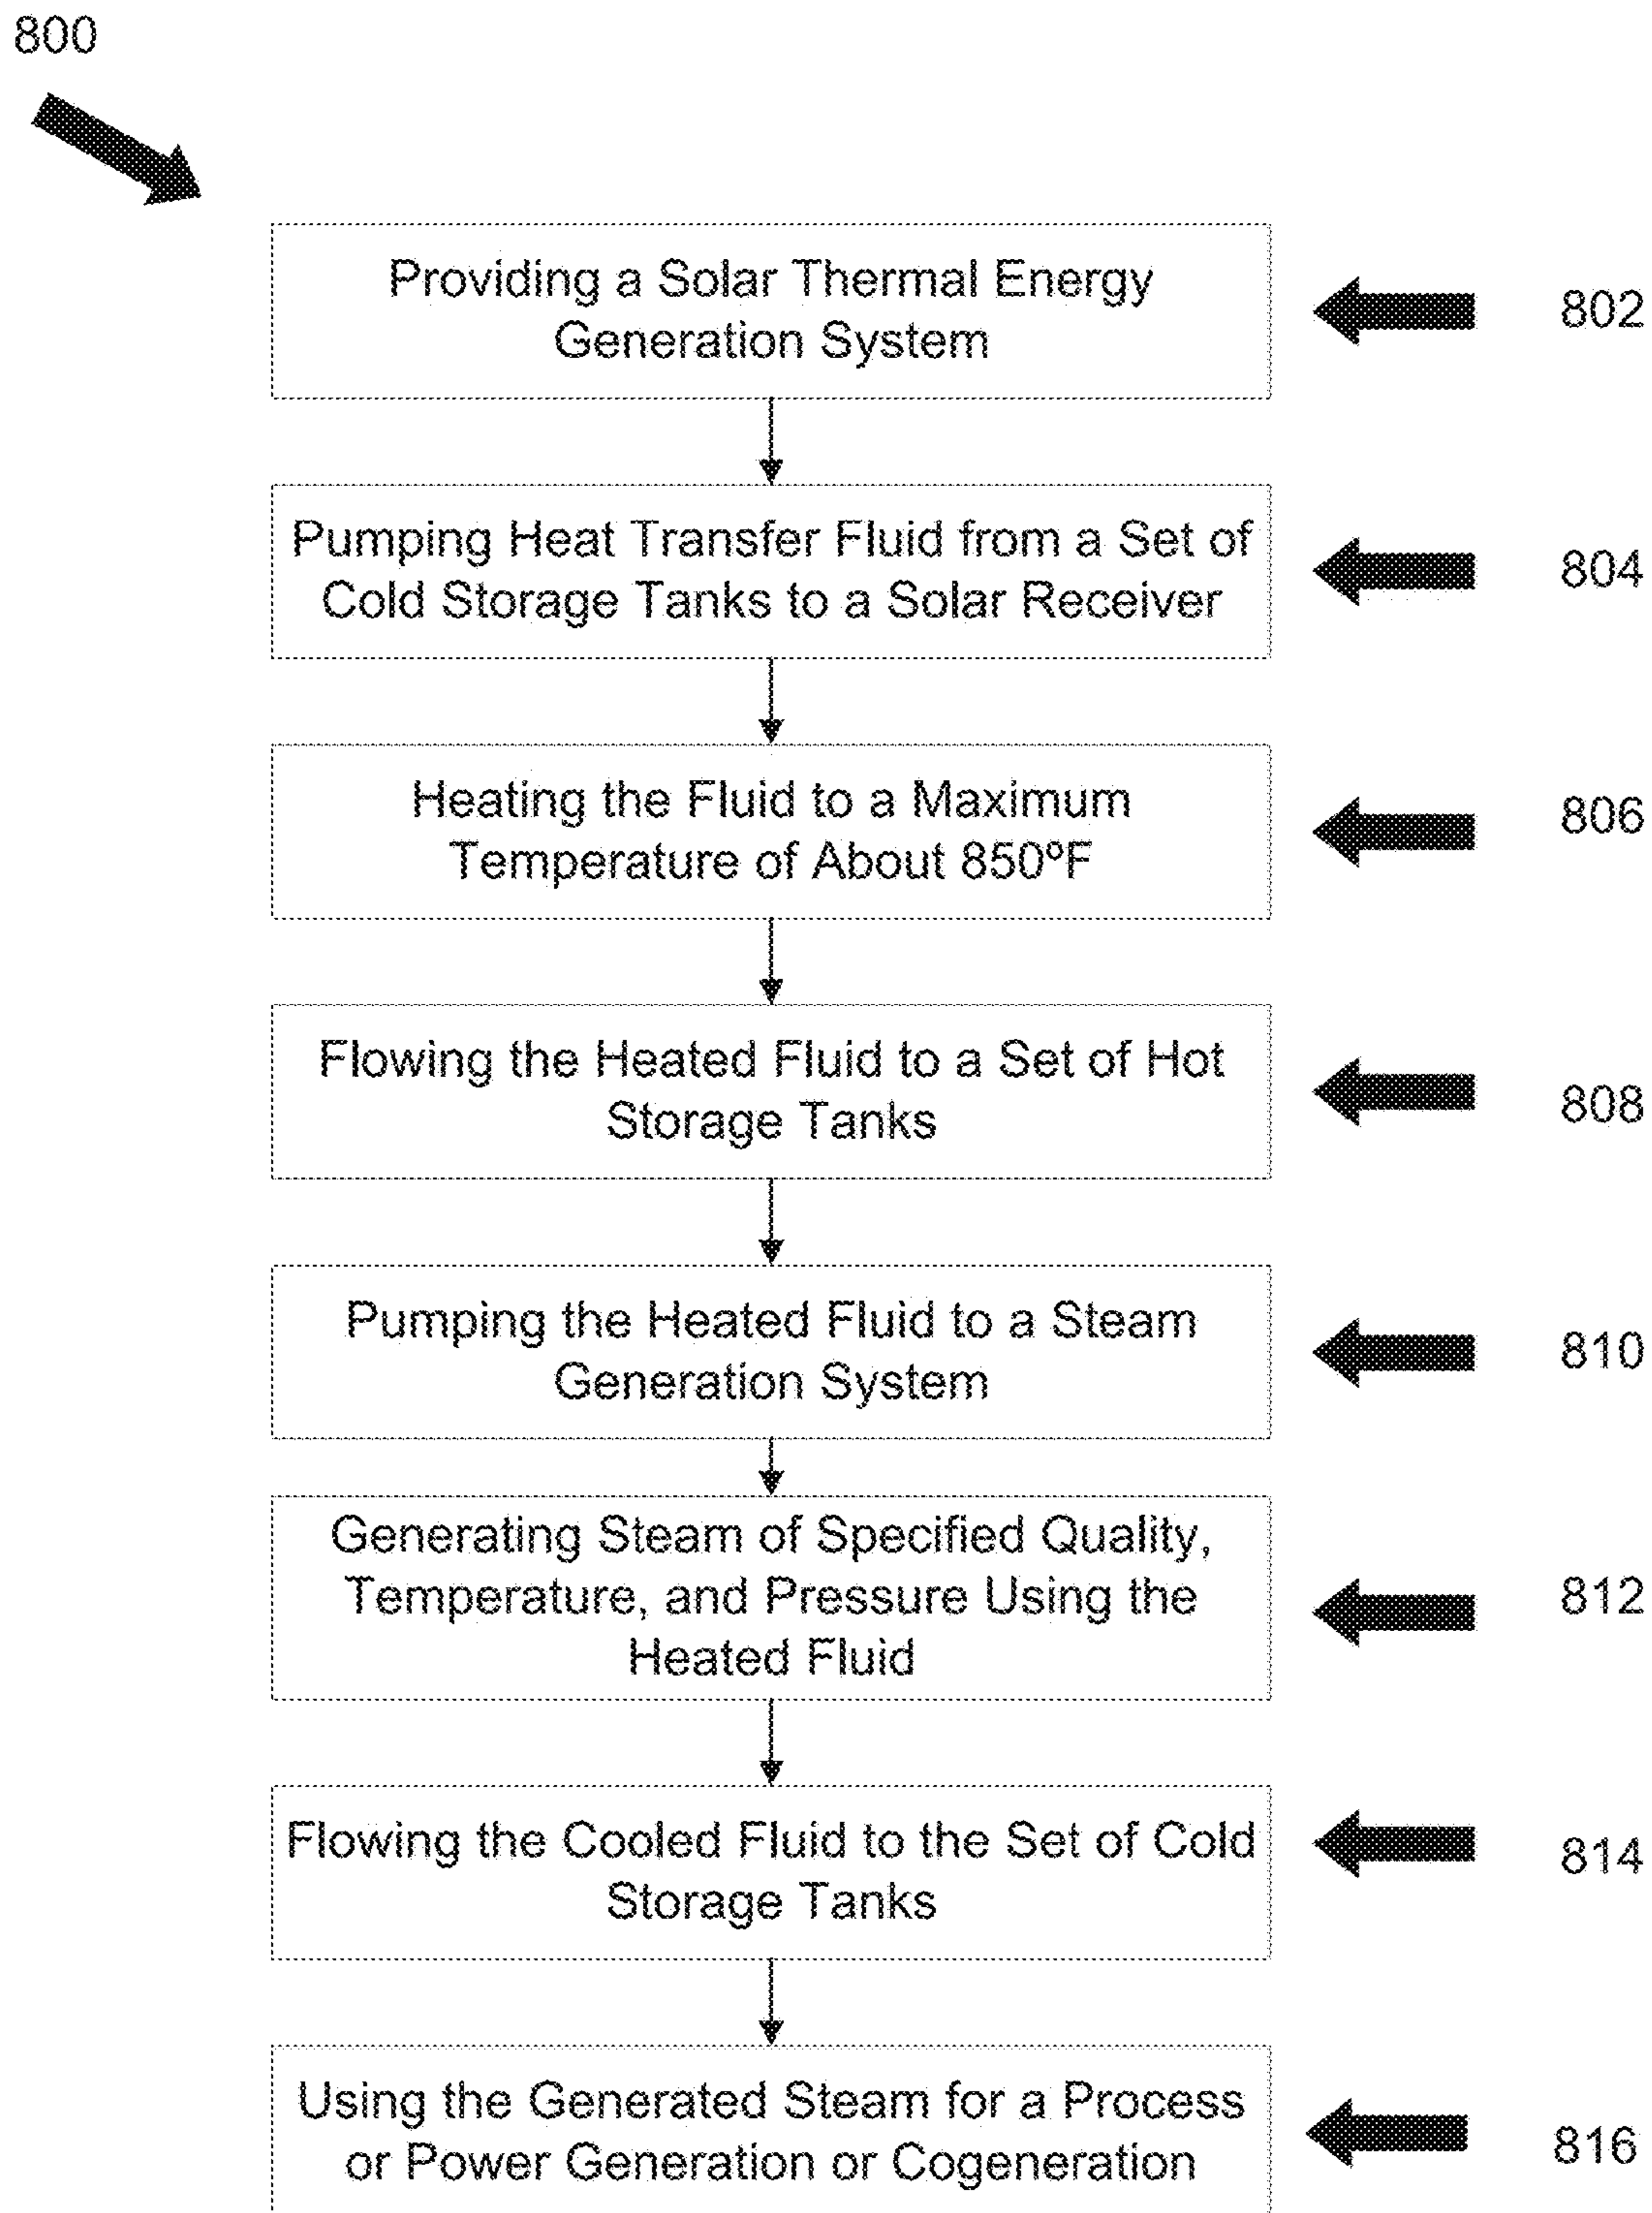 800
Providing a Solar Thermal Energy
Generation System
802
Pumping Heat Transfer Fluid from a Set of
Cold Storage Tanks to a Solar Receiver
804
Heating the Fluid to a Maximum
Temperature of About 850ºF
806
Flowing the Heated Fluid to a Set of Hot
Storage Tanks
808
Pumping the Heated Fluid to a Steam
Generation System
810
Generating Steam of Specified Quality,
Temperature, and Pressure Using the
Heated Fluid
812
Flowing the Cooled Fluid to the Set of Cold
Storage Tanks
814
Using the Generated Steam for a Process
or Power Generation or Cogeneration
816